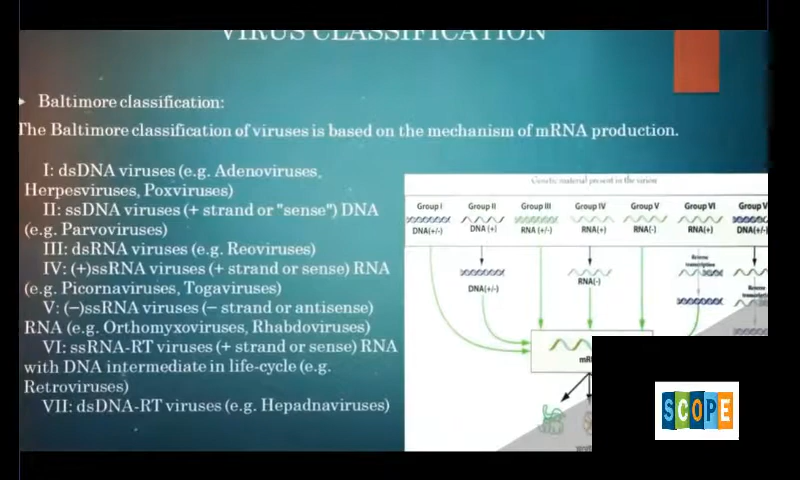 VIRUS CLASSIFICATION
Baltimore classification:
The Baltimore classification of viruses is based on the mechanism of mRNA production.
I: dsDNA viruses (e.g. Adenoviruses,
Herpesviruses, Poxviruses)
II: ssDNA viruses (+ strand or "sense") DNA
(e.g. Parvoviruses)
III: dsRNA viruses (e.g. Reoviruses)
IV: (+)ssRNA viruses (+ strand or sense) RNA
(e.g. Picornaviruses, Togaviruses)
V: (−)ssRNA viruses (− strand or antisense)
RNA (e.g. Orthomyxoviruses, Rhabdoviruses)
VI: ssRNA-RT viruses (+ strand or sense) RNA
with DNA intermediate in life-cycle (e.g.
Retroviruses)
VII: dsDNA-RT viruses (e.g. Hepadnaviruses)
Genetic material present in the virion
Group I Group II Group III Group IV Group V Group VI Group V
DNA(+/-) DNA (+) RNA (+/-) RNA(+) RNA(-) RNA(+) DNA(+/-)
Reverse
transcription
DNA(+/-) RNA(-)
Reverse
transcription
SCOPE